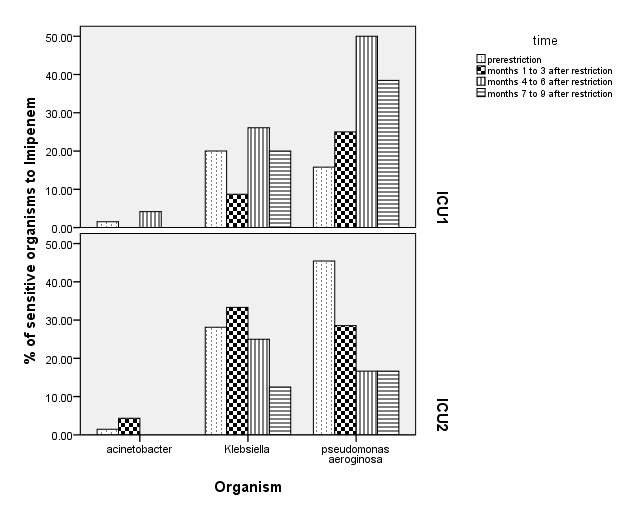 time
prerestriction
months 1 to 3 after restriction
months 4 to 6 after restriction
months 7 to 9 after restriction
% of sensitive organisms to Imipenem
50.00
40.00
30.00
20.00
10.00
0.00
ICU1
50.00
40.00
30.00
20.00
10.00
0.00
ICU2
acinetobacter
Klebsiella
pseudomonas
aeroginosa
Organism